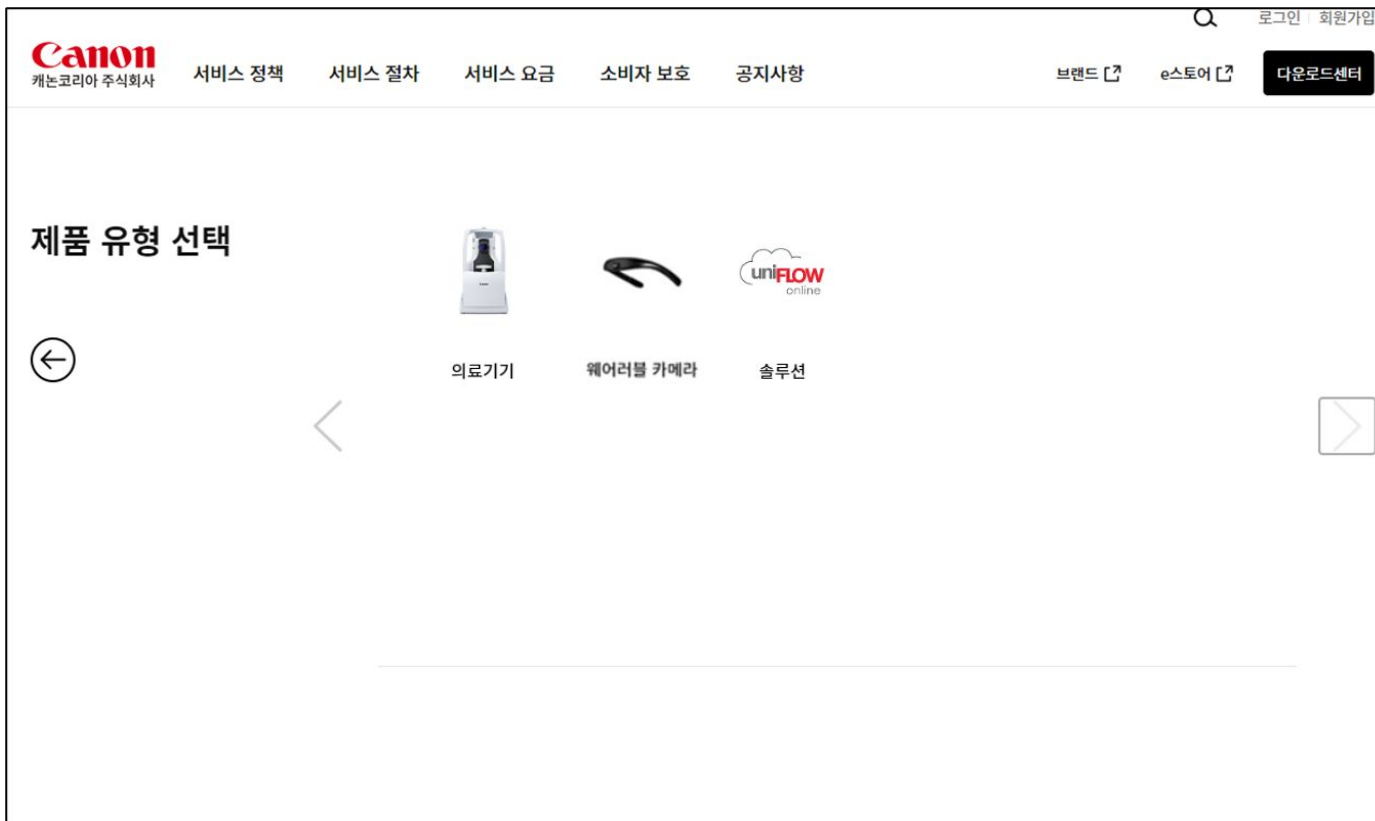 로그인 회원가입
Canon
캐논코리아 주식회사
서비스 정책 서비스 절차 서비스 요금 소비자 보호 공지사항 브랜드 e스토어 다운로드센터
제품 유형 선택
uniFLOW
online
의료기기 웨어러블 카메라 솔루션